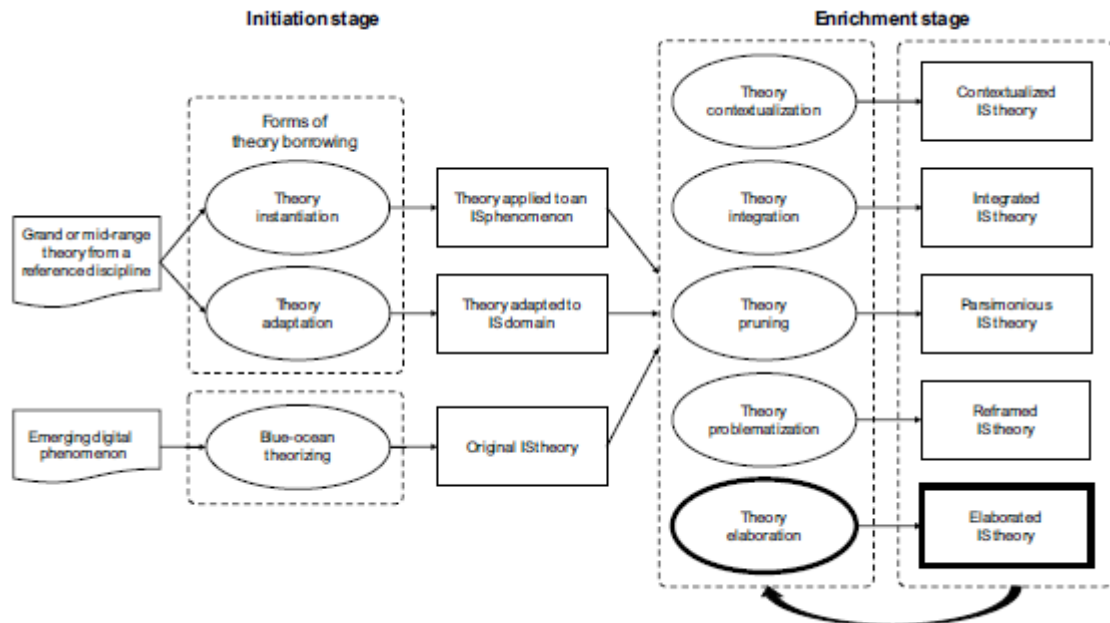 Initiation stage
Enrichment stage
Forms of
theory borrowing
Grand or mid-range
theory from a
reference discipline
Theory
instantiation
Theory applied to an
IS phenomenon
Theory
adaptation
Theory adapted to
IS domain
Emerging digital
phenomenon
Blue-ocean
theorizing
Original IS theory
Theory
contextualization
Contextualized
IS theory
Theory
integration
Integrated
IS theory
Theory
pruning
Parsimonious
IS theory
Theory
problematization
Reframed
IS theory
Theory
elaboration
Elaborated
IS theory